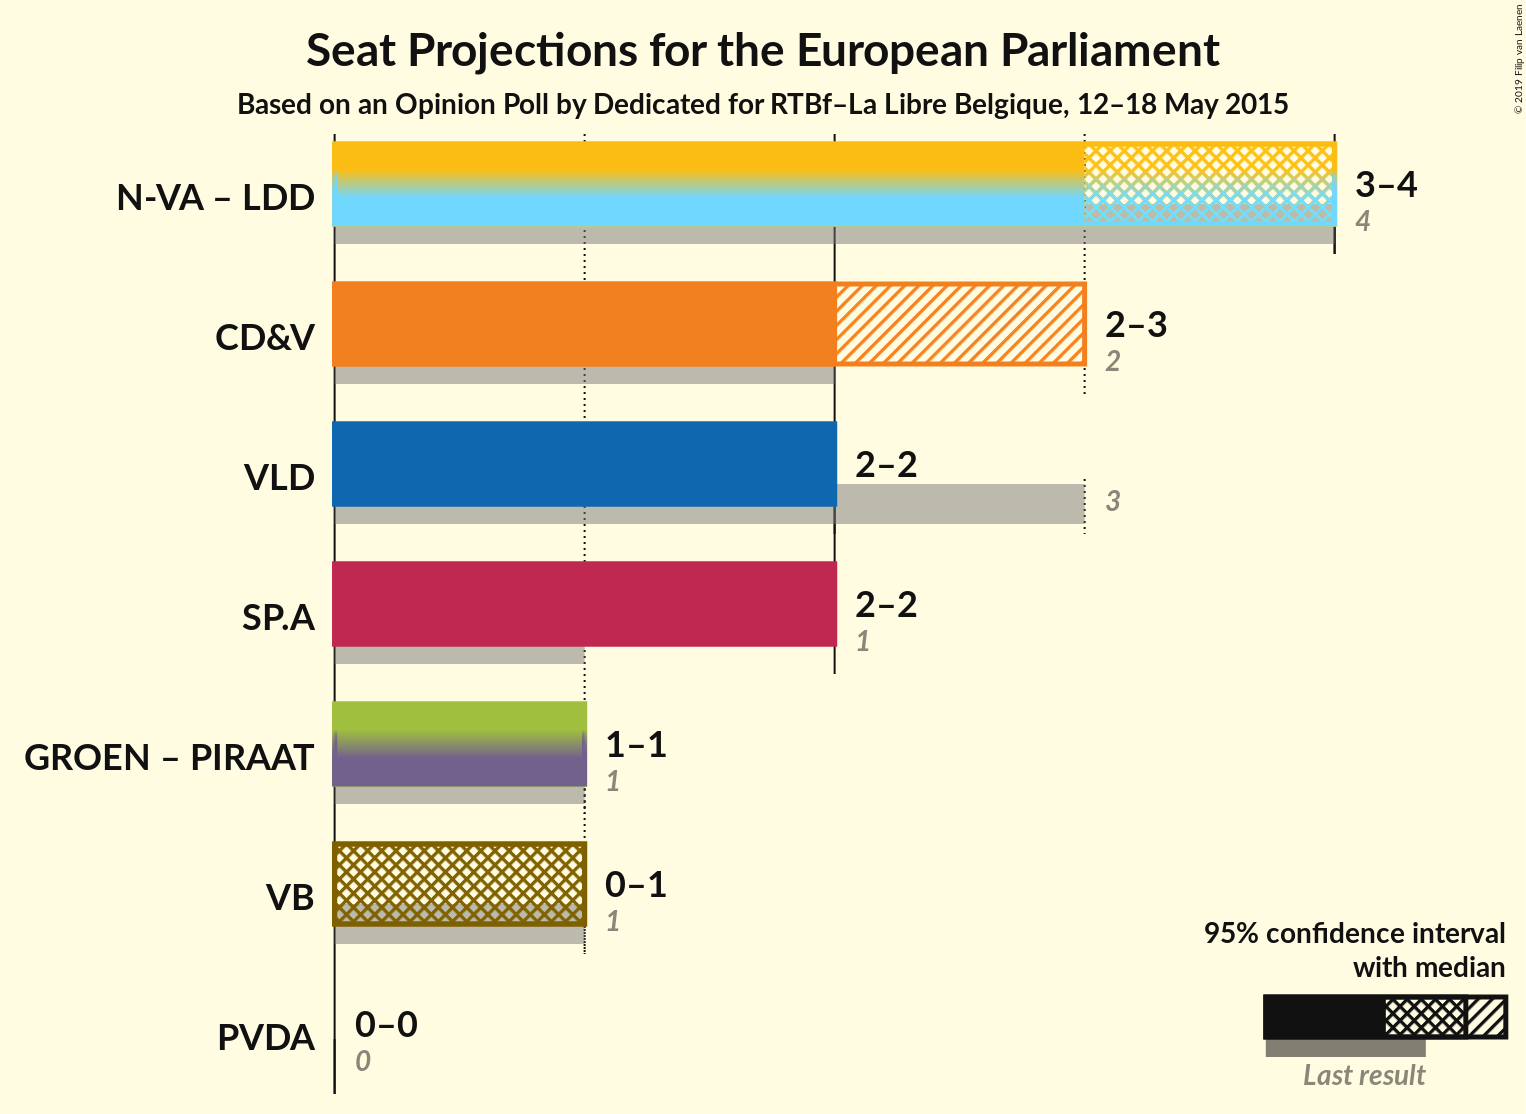 Seat Projections for the European Parliament
Based on an Opinion Poll by Dedicated for RTBf–La Libre Belgique, 12–18 May 2015
© 2019 Filip van Laenen
N-VA – LDD
3–4
4
CD&V
2–3
2
VLD
2–2
3
SP.A
2–2
1
GROEN – PIRAAT
1–1
1
VB
0–1
1
PVDA
0–0
0
95% confidence interval
with median
Last result